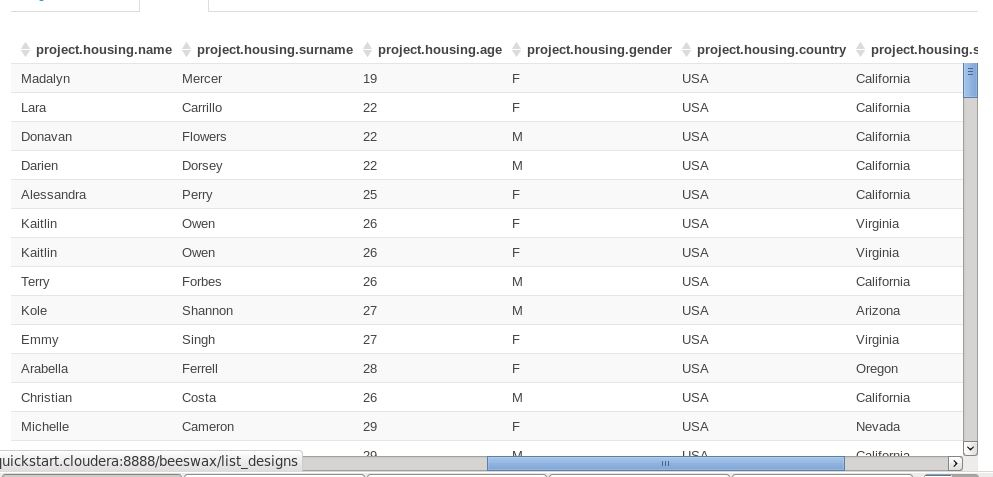 project.housing.name project.housing.surname project.housing.age project.housing.gender project.housing.country project.housing.s
Madalyn Mercer 19 F USA California
Lara Carrillo 22 F USA California
Donavan Flowers 22 M USA California
Darien Dorsey 22 M USA California
Alessandra Perry 25 F USA California
Kaitlin Owen 26 F USA Virginia
Kaitlin Owen 26 F USA Virginia
Terry Forbes 26 M USA California
Kole Shannon 27 M USA Arizona
Emmy Singh 27 F USA Virginia
Arabella Ferrell 28 F USA Oregon
Christian Costa 26 M USA California
Michelle Cameron 29 F USA Nevada
29 M USA California
uickstart.cloudera:8888/beeswax/list_designs